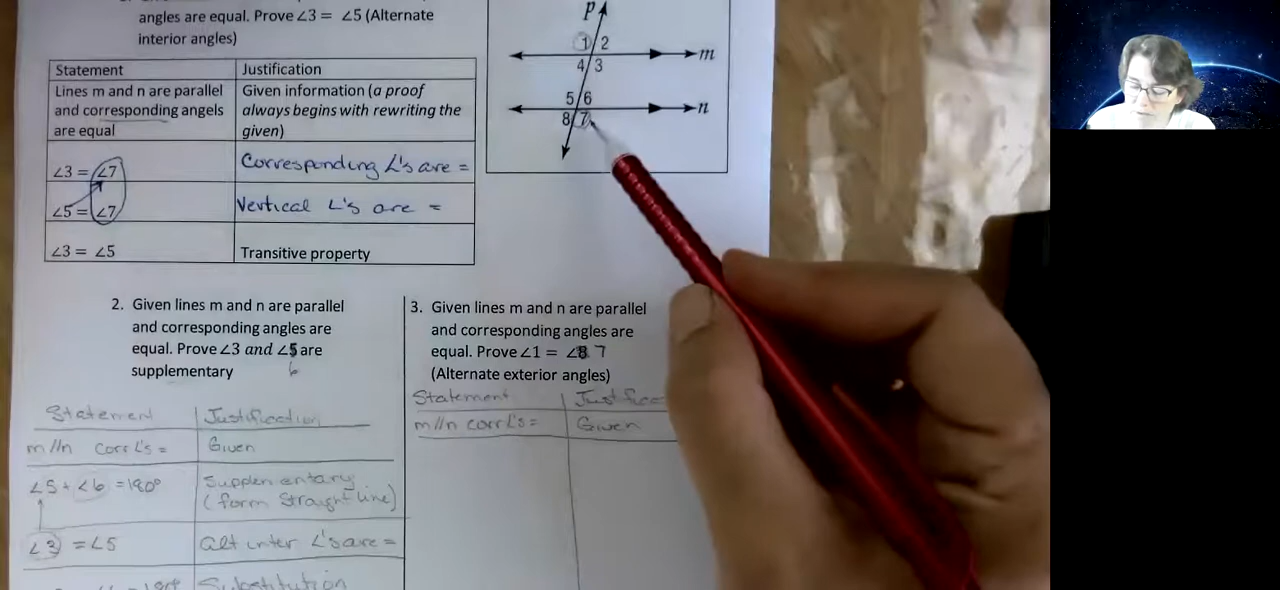 angles are equal. Prove ∠3 = ∠5 (Alternate
interior angles)
Statement Justification
Lines m and n are parallel
and corresponding angels
are equal
Given information (a proof
always begins with rewriting the
given)
∠3 = ∠7 Corresponding ∠'s are =
∠5 = ∠7 Vertical ∠'s are =
∠3 = ∠5 Transitive property
p
1 2
m
4 3
5 6
n
8 7
2. Given lines m and n are parallel
and corresponding angles are
equal. Prove ∠3 and ∠5 are
supplementary 6
Statement Justification
m//n corr ∠'s = Given
∠5 + ∠6 = 180° Supplementary
(form Straight line)
∠3 = ∠5 alt inter ∠'s are =
Substitution
3. Given lines m and n are parallel
and corresponding angles are
equal. Prove ∠1 = ∠8 7
(Alternate exterior angles)
Statement
m//n corr ∠'s = Given